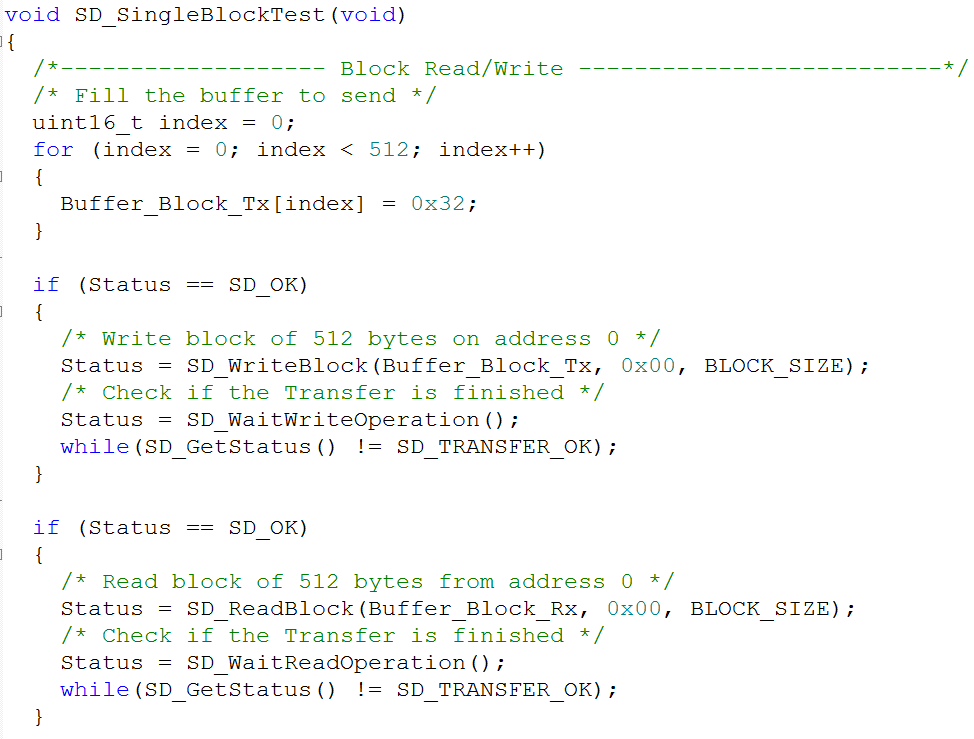 void SD_SingleBlockTest(void)
{
  /*------------------- Block Read/Write --------------------------*/
  /* Fill the buffer to send */
  uint16_t index = 0;
  for (index = 0; index < 512; index++)
  {
    Buffer_Block_Tx[index] = 0x32;
  }

  if (Status == SD_OK)
  {
    /* Write block of 512 bytes on address 0 */
    Status = SD_WriteBlock(Buffer_Block_Tx, 0x00, BLOCK_SIZE);
    /* Check if the Transfer is finished */
    Status = SD_WaitWriteOperation();
    while(SD_GetStatus() != SD_TRANSFER_OK);
  }

  if (Status == SD_OK)
  {
    /* Read block of 512 bytes from address 0 */
    Status = SD_ReadBlock(Buffer_Block_Rx, 0x00, BLOCK_SIZE);
    /* Check if the Transfer is finished */
    Status = SD_WaitReadOperation();
    while(SD_GetStatus() != SD_TRANSFER_OK);
  }